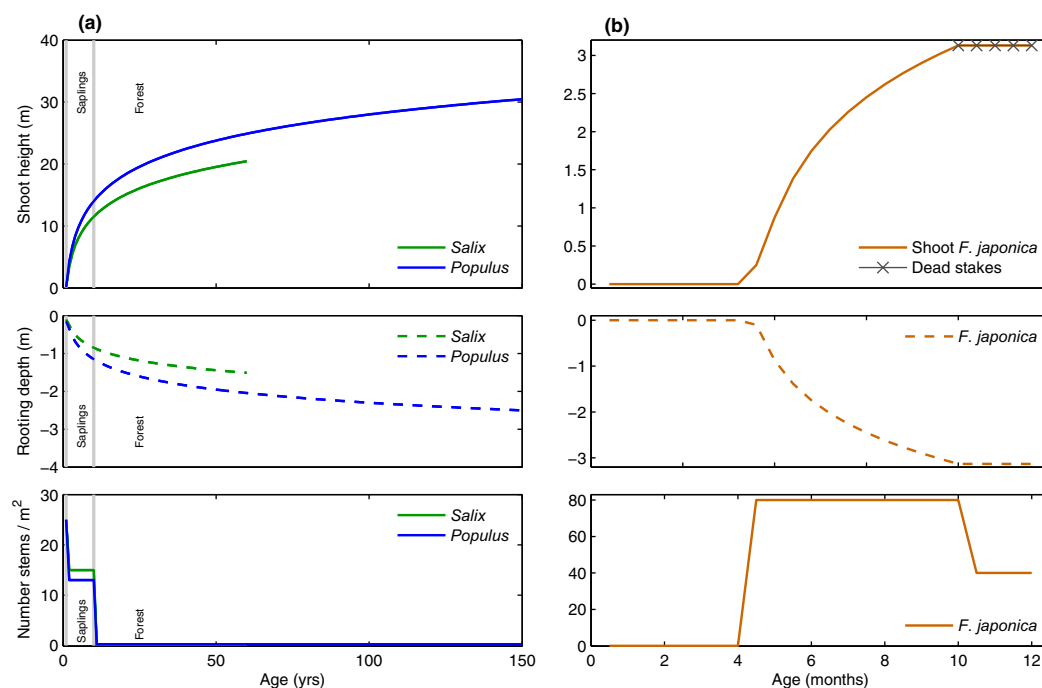 (a)
40
30
20
10
0
Shoot height (m)
Saplings
Forest
Salix
Populus
0
−1
−2
−3
−4
Rooting depth (m)
Saplings
Forest
Salix
Populus
30
20
10
0
Number stems / m²
Saplings
Forest
Salix
Populus
0 50 100 150
Age (yrs)
(b)
3
2.5
2
1.5
1
0.5
0
Shoot F. japonica
Dead stakes
0
−1
−2
−3
F. japonica
80
60
40
20
0
F. japonica
0 2 4 6 8 10 12
Age (months)